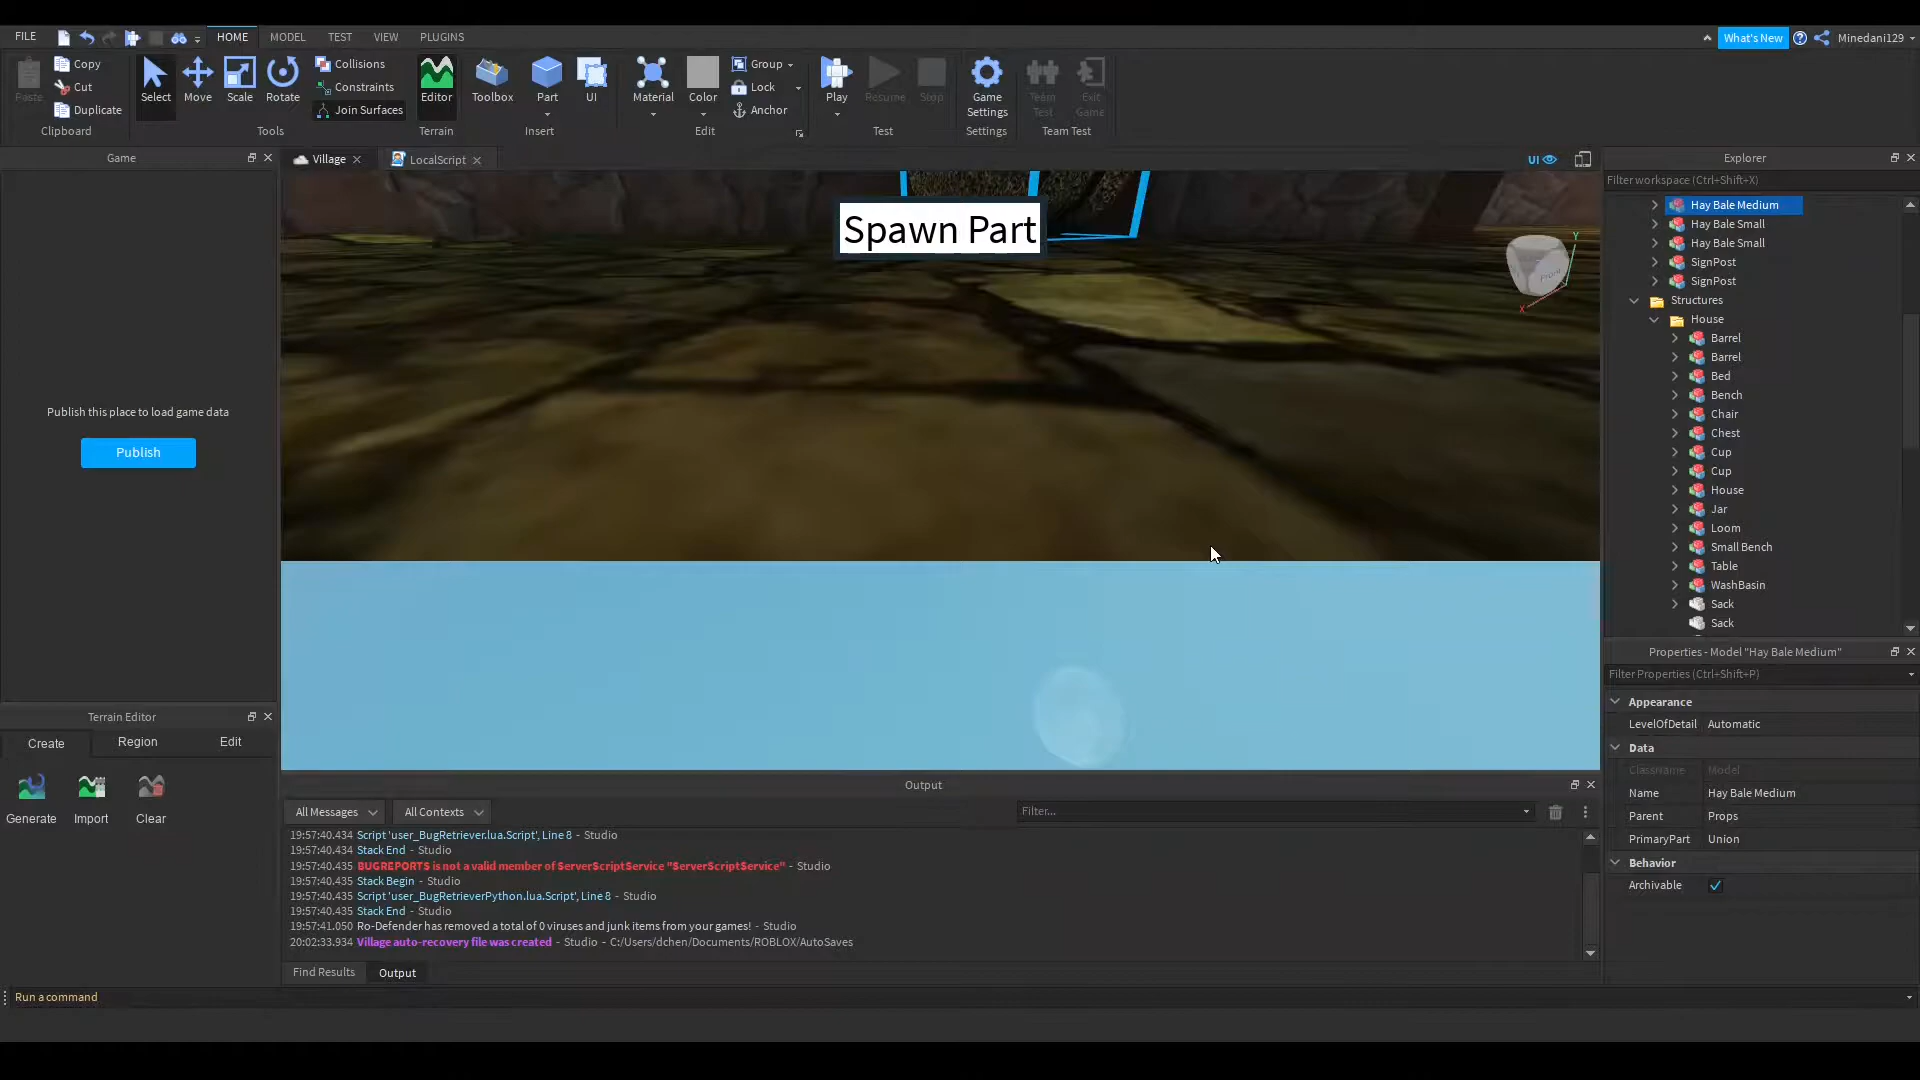 FILE
HOME
MODEL
TEST
VIEW
PLUGINS
What's New
Minedani129
Paste
Copy
Cut
Duplicate
Clipboard
Select
Move
Scale
Rotate
Collisions
Constraints
Join Surfaces
Tools
Editor
Terrain
Toolbox
Part
UI
Insert
Material
Color
Group
Lock
Anchor
Edit
Play
Resume
Stop
Test
Game
Settings
Settings
Team
Test
Exit
Game
Team Test
Game
Village
LocalScript
UI
Explorer
Filter workspace (Ctrl+Shift+X)
Publish this place to load game data
Publish
Spawn Part
Y
Front
X
Hay Bale Medium
Hay Bale Small
Hay Bale Small
SignPost
SignPost
Structures
House
Barrel
Barrel
Bed
Bench
Chair
Chest
Cup
Cup
House
Jar
Loom
Small Bench
Table
WashBasin
Sack
Sack
Properties - Model "Hay Bale Medium"
Filter Properties (Ctrl+Shift+P)
Appearance
LevelOfDetail Automatic
Data
ClassName Model
Name Hay Bale Medium
Parent Props
PrimaryPart Union
Behavior
Archivable
Terrain Editor
Create
Region
Edit
Generate
Import
Clear
Output
All Messages
All Contexts
Filter...
19:57:40.434 Script 'user_BugRetriever.lua.Script', Line 8 - Studio
19:57:40.434 Stack End - Studio
19:57:40.435 BUGREPORTS is not a valid member of ServerScriptService "ServerScriptService" - Studio
19:57:40.435 Stack Begin - Studio
19:57:40.435 Script 'user_BugRetrieverPython.lua.Script', Line 8 - Studio
19:57:40.435 Stack End - Studio
19:57:41.050 Ro-Defender has removed a total of 0 viruses and junk items from your games! - Studio
20:02:33.934 Village auto-recovery file was created - Studio - C:/Users/dchen/Documents/ROBLOX/AutoSaves
Find Results
Output
Run a command